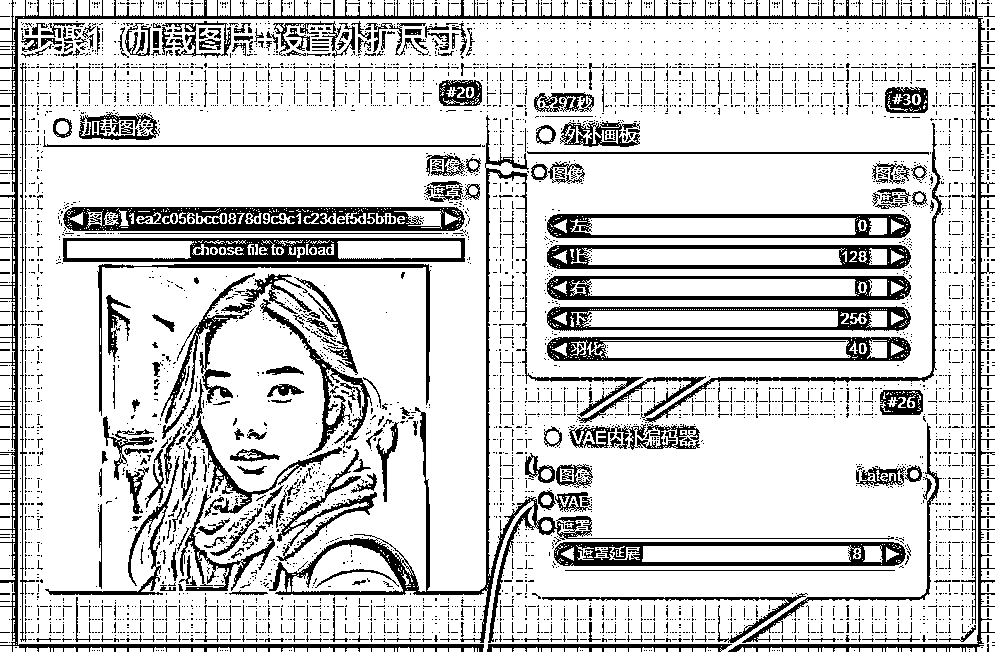 步骤1 (加载图片+设置外扩尺寸)
#20
加载图像
图像
遮罩
图像 1ea2c056bcc0878d9c9c1c23def5d5bfbe...
choose file to upload
6.297秒
#30
外补画板
图像 图像
遮罩
左 0
上 128
右 0
下 256
羽化 40
#26
VAE内补编码器
图像 Latent
VAE
遮罩
遮罩延展 8